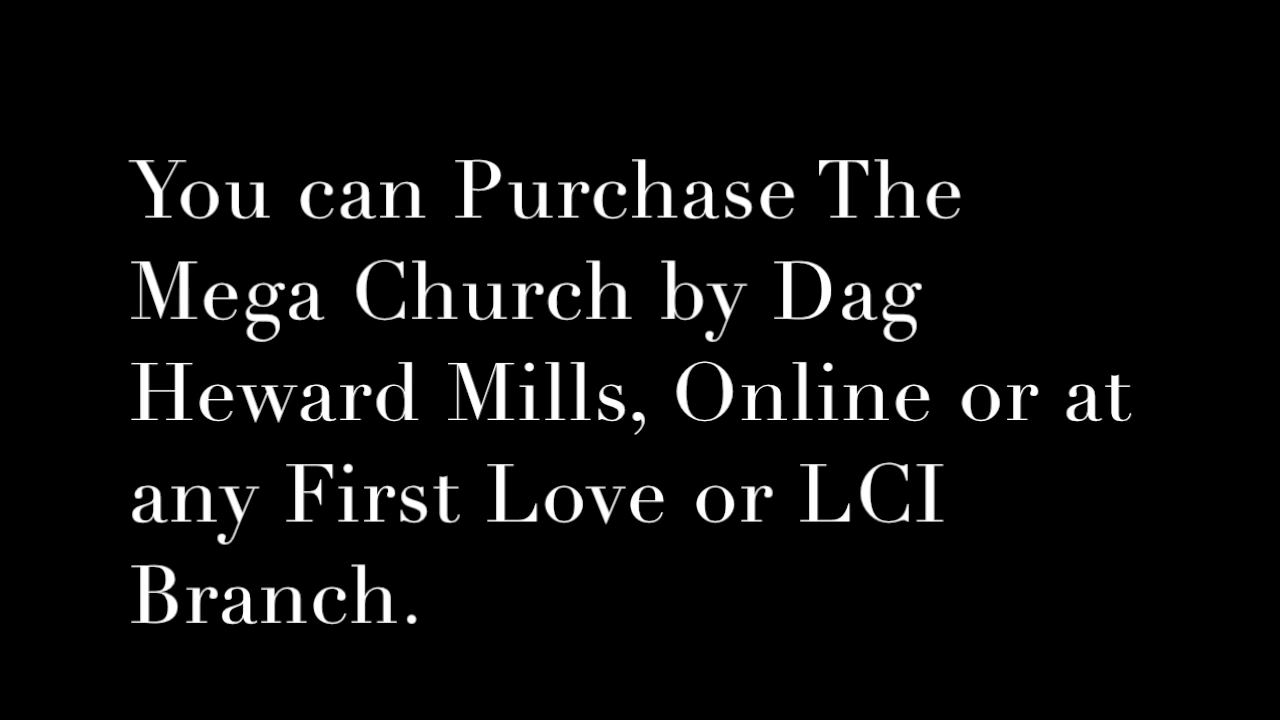 You can Purchase The
Mega Church by Dag
Heward Mills, Online or at
any First Love or LCI
Branch.